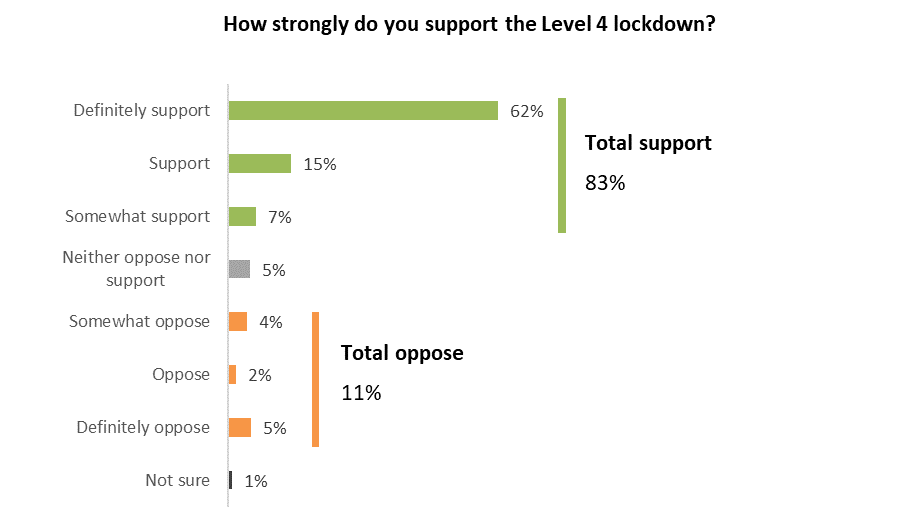 How strongly do you support the Level 4 lockdown?
Definitely support 62%
Support 15%
Somewhat support 7%
Total support
83%
Neither oppose nor
support 5%
Somewhat oppose 4%
Oppose 2%
Definitely oppose 5%
Total oppose
11%
Not sure 1%